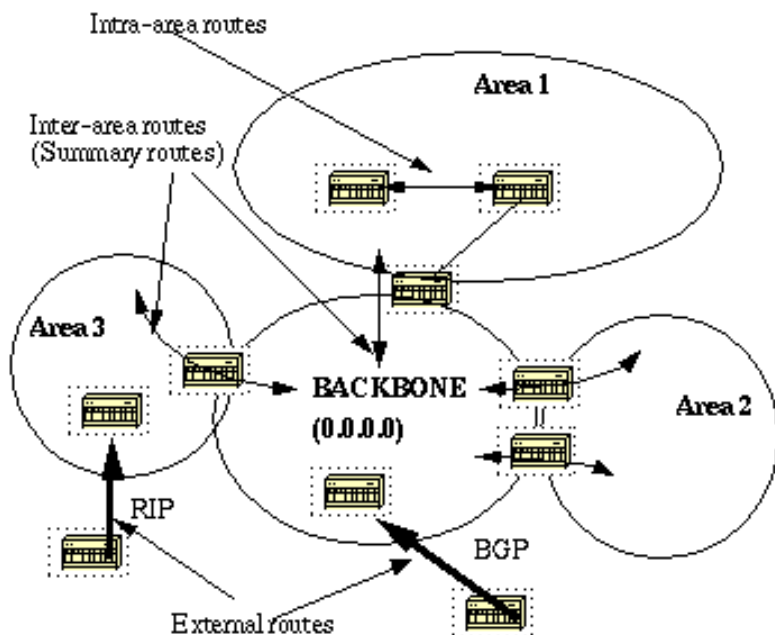 Intra-area routes
Area 1
Inter-area routes
(Summary routes)
Area 3
BACKBONE
(0.0.0.0)
Area 2
RIP
BGP
External routes